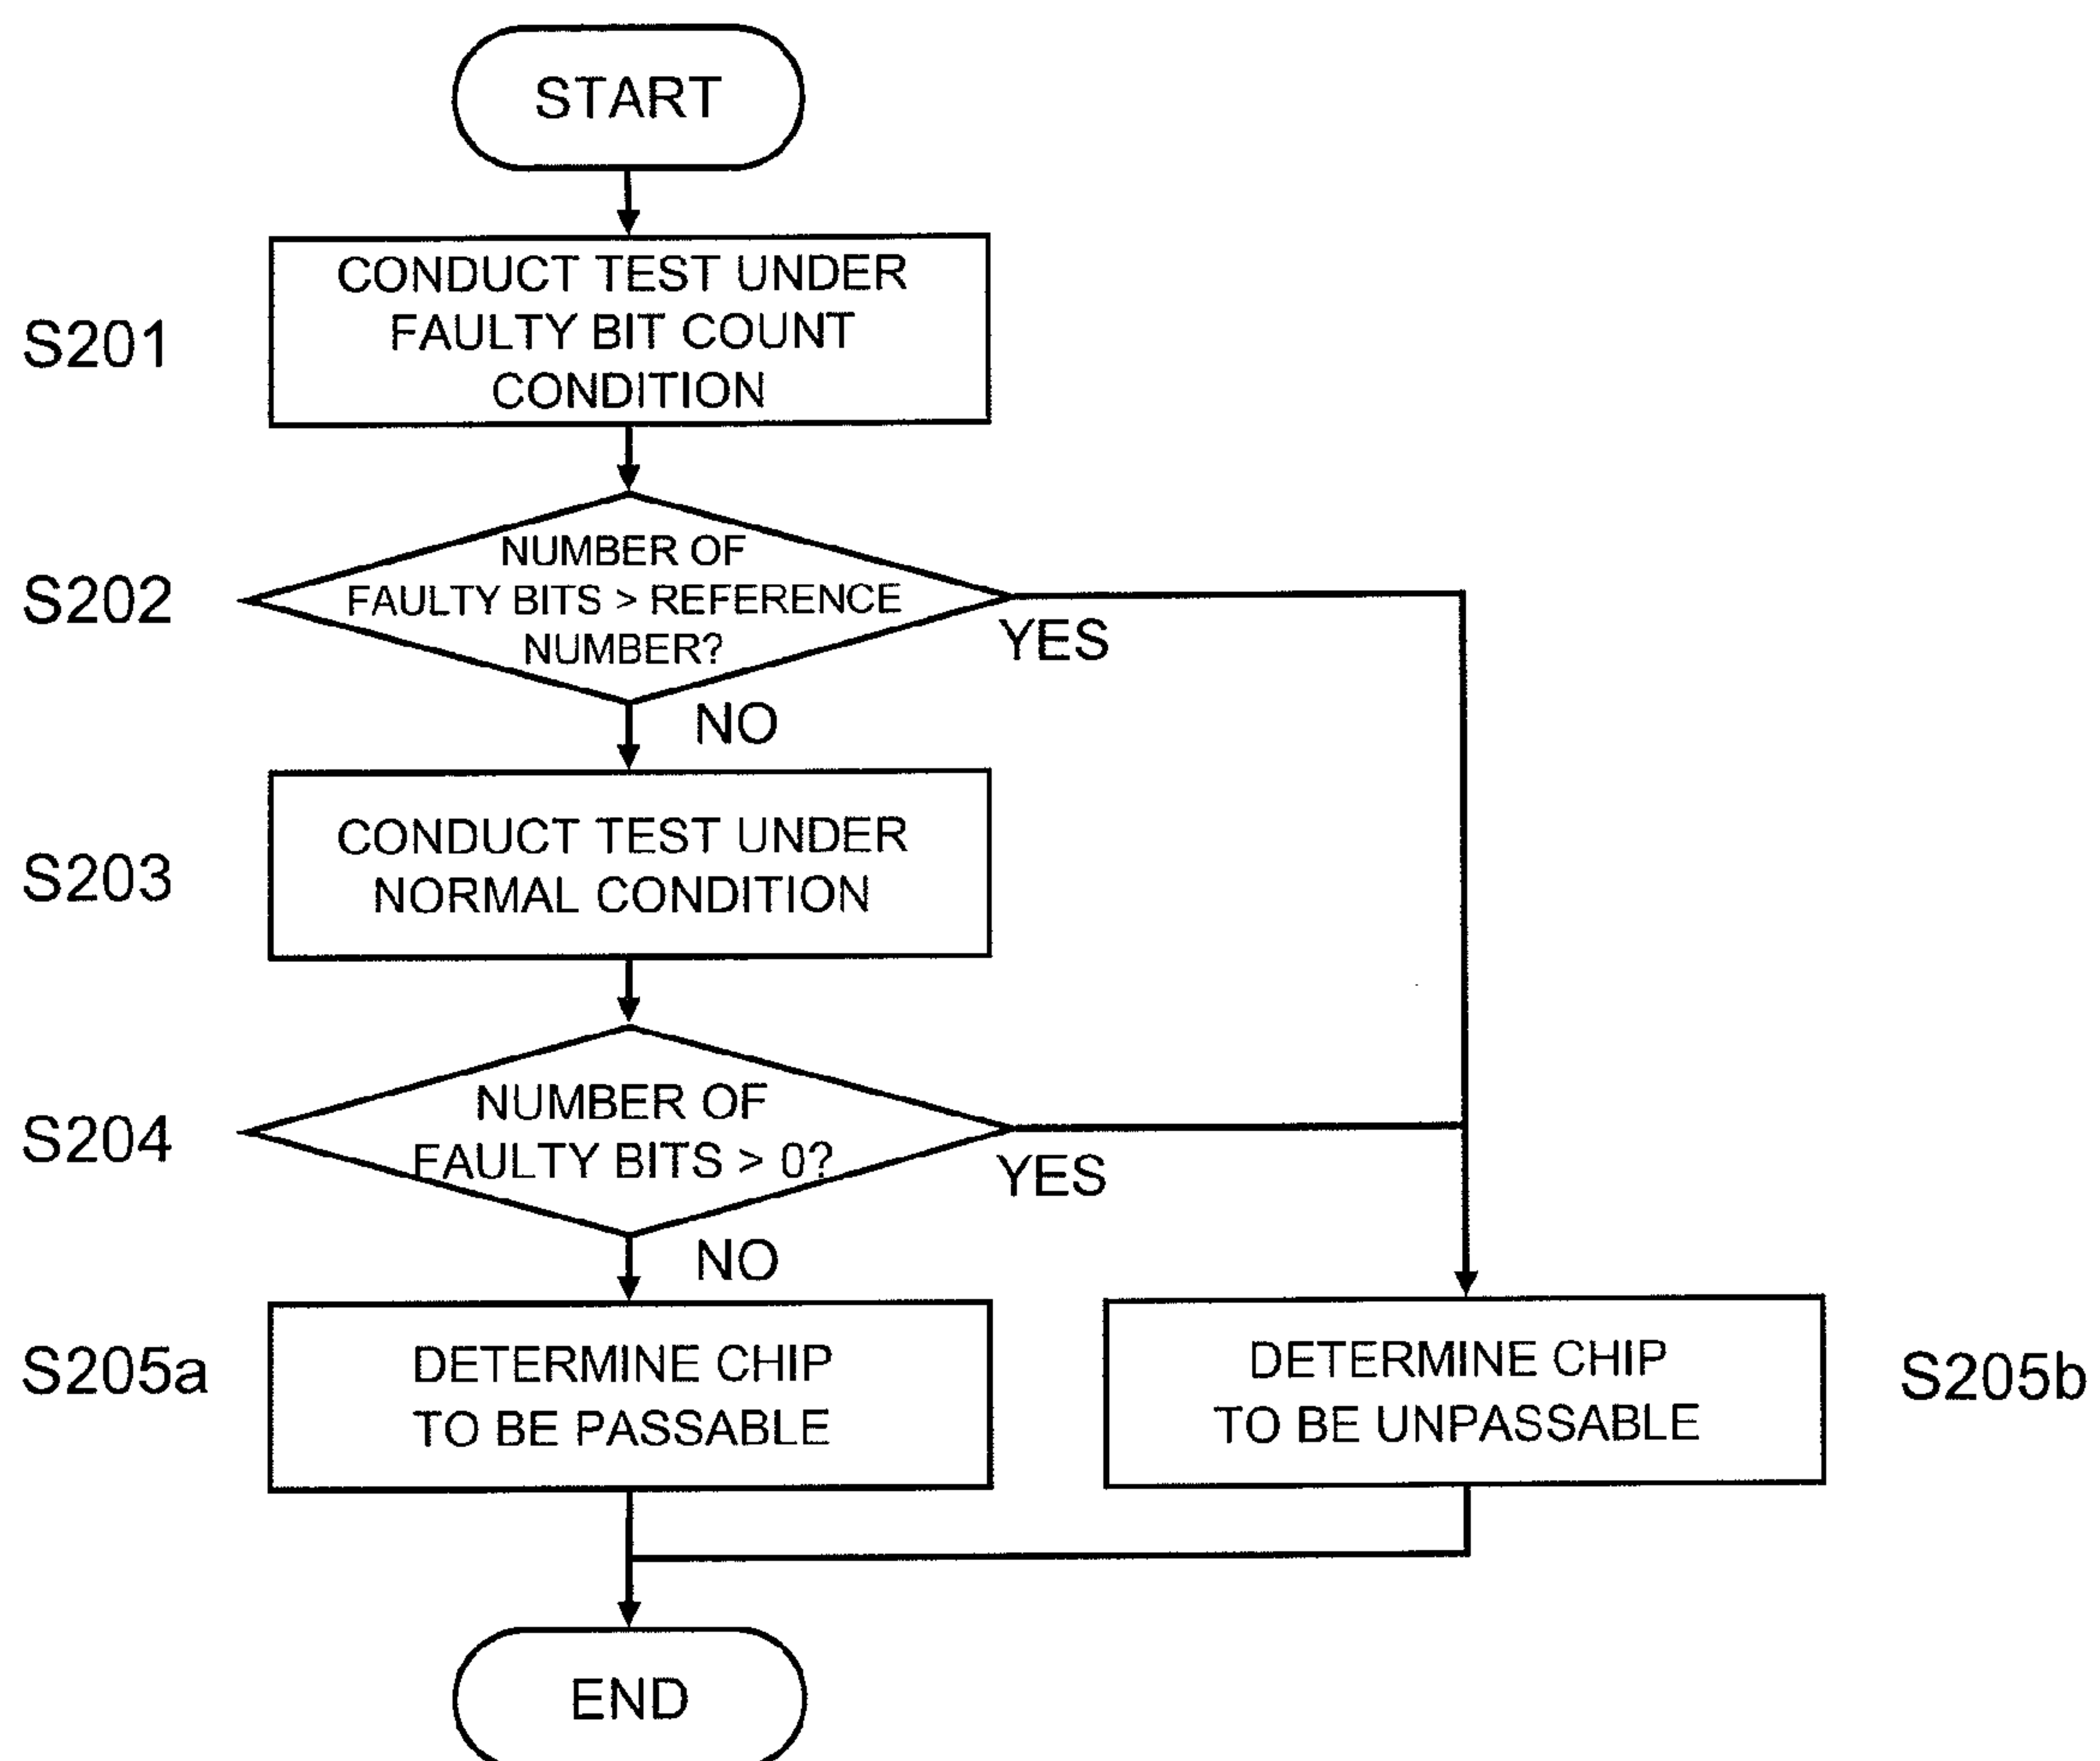 START
CONDUCT TEST UNDER
FAULTY BIT COUNT
CONDITION
S201
NUMBER OF
FAULTY BITS > REFERENCE
NUMBER?
S202
YES
NO
CONDUCT TEST UNDER
NORMAL CONDITION
S203
NUMBER OF
FAULTY BITS > 0?
S204
YES
NO
DETERMINE CHIP
TO BE PASSABLE
S205a
DETERMINE CHIP
TO BE UNPASSABLE
S205b
END